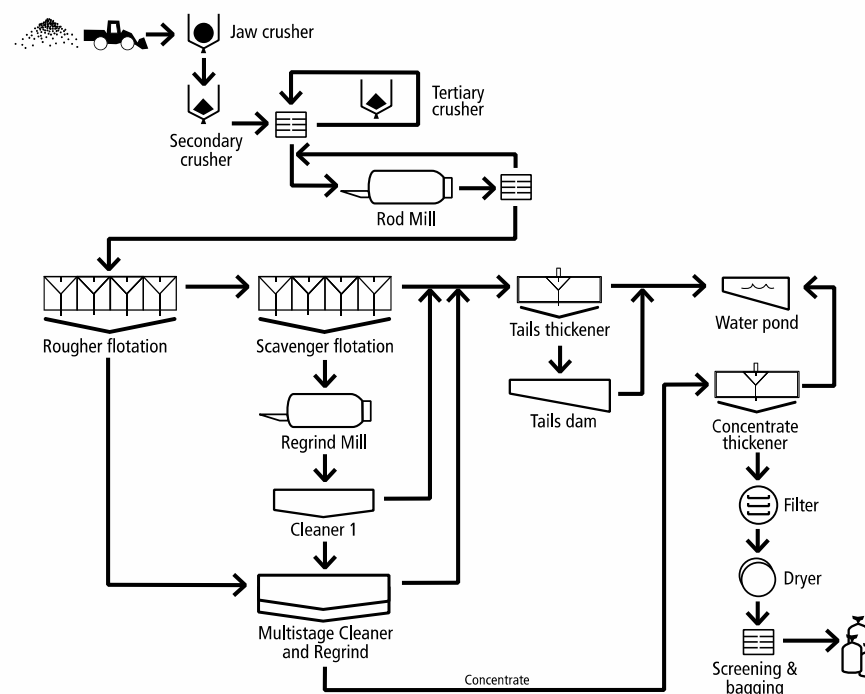 Jaw crusher
Tertiary
crusher
Secondary
crusher
Rod Mill
Rougher flotation
Scavenger flotation
Tails thickener
Water pond
Regrind Mill
Tails dam
Concentrate
thickener
Cleaner 1
Filter
Dryer
Multistage Cleaner
and Regrind
Concentrate
Screening &
bagging